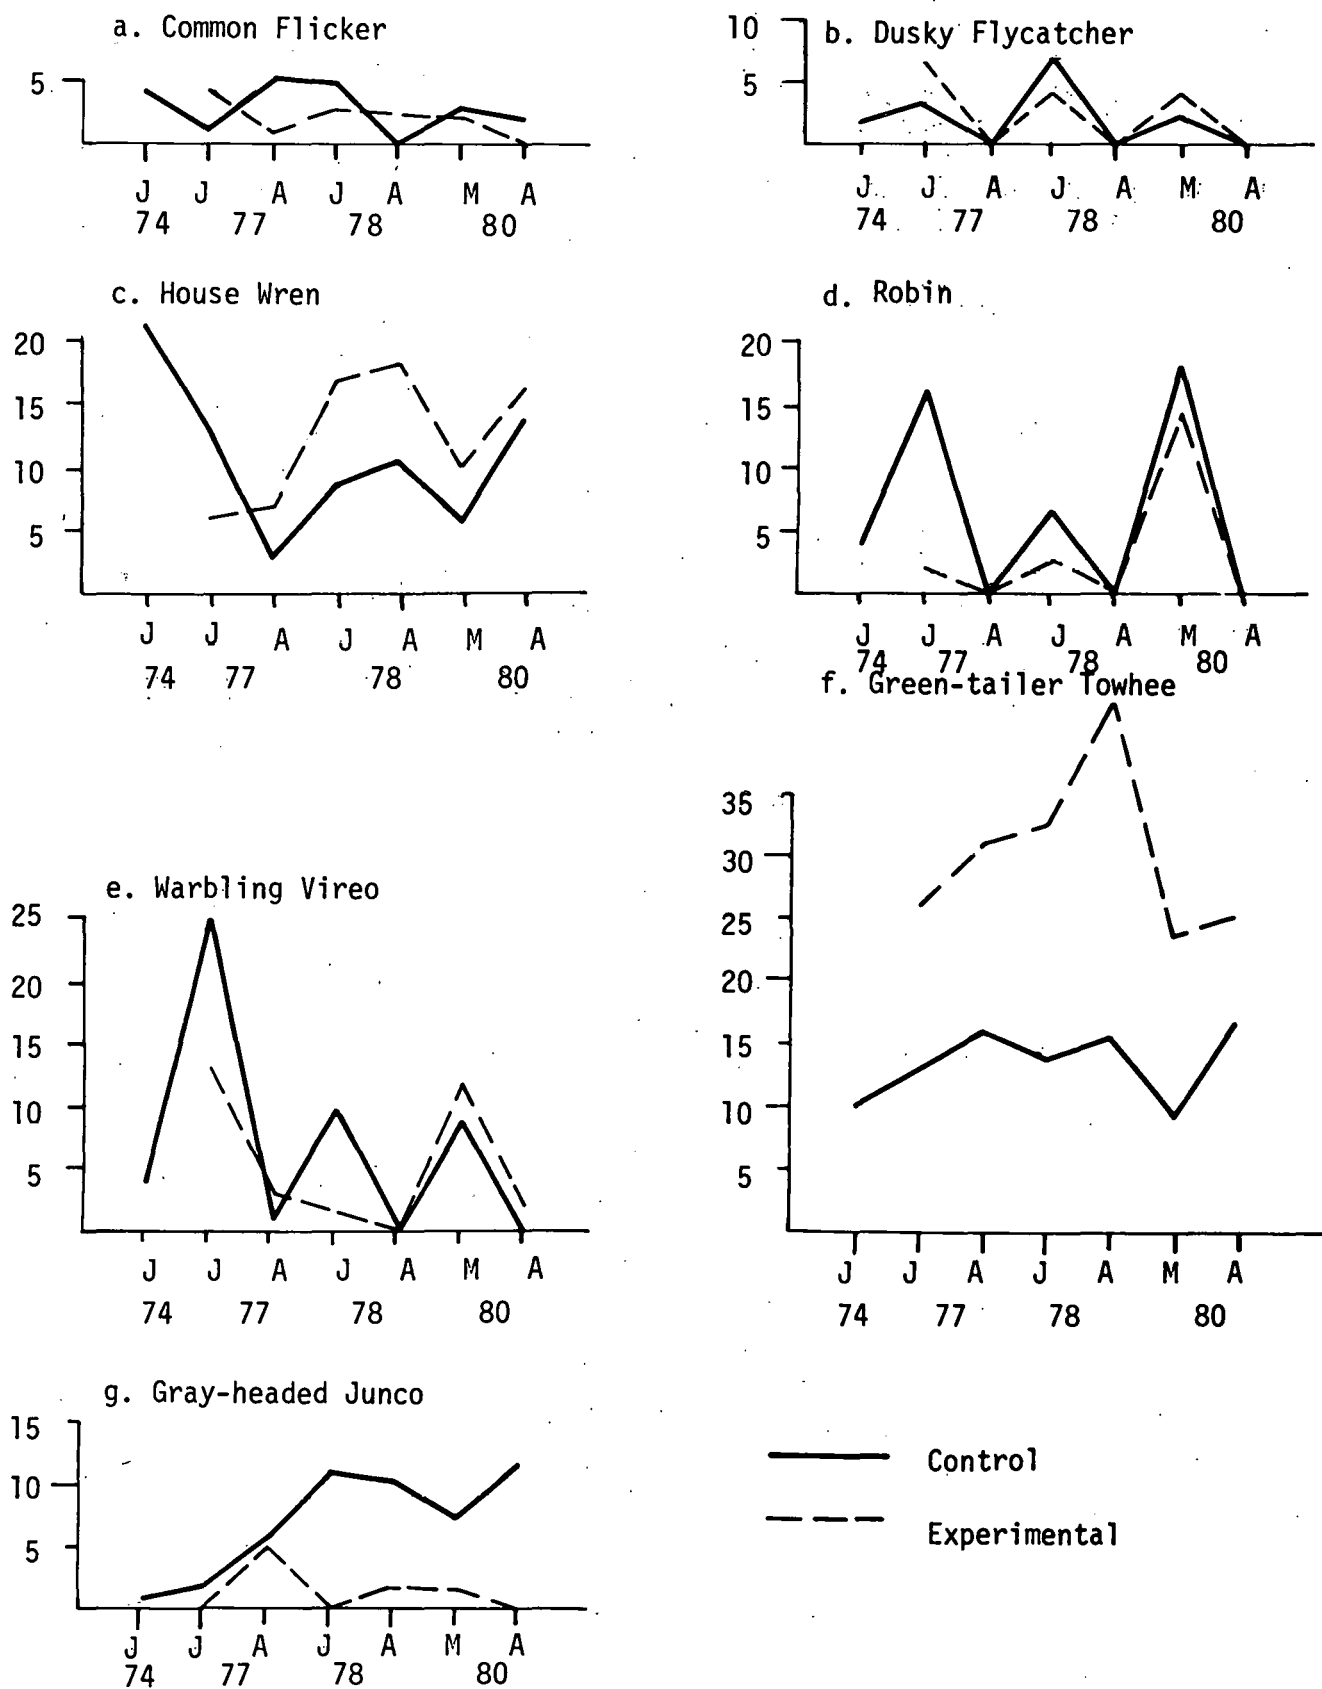 a. Common Flicker
5
J J A J A M A
74 77 78 80
b. Dusky Flycatcher
10
5
J J A J A M A
74 77 78 80
c. House Wren
20
15
10
5
J J A J A M A
74 77 78 80
d. Robin
20
15
10
5
J J A J A M A
74 77 78 80
e. Warbling Vireo
25
20
15
10
5
J J A J A M A
74 77 78 80
f. Green-tailer Towhee
35
30
25
20
15
10
5
J J A J A M A
74 77 78 80
g. Gray-headed Junco
15
10
5
J J A J A M A
74 77 78 80
Control
Experimental